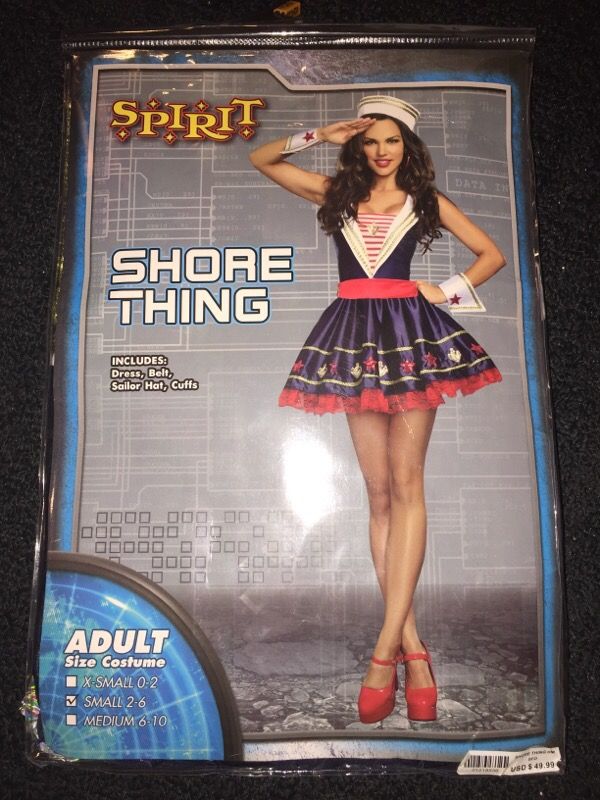 SPIRIT
SHORE
THING
INCLUDES:
Dress, Belt,
Sailor Hat, Cuffs
ADULT
Size Costume
X-SMALL 0-2
SMALL 2-6
MEDIUM 6-10
USD $ 49.99